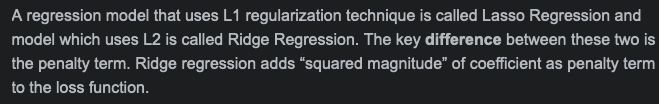 A regression model that uses L1 regularization technique is called Lasso Regression and
model which uses L2 is called Ridge Regression. The key difference between these two is
the penalty term. Ridge regression adds “squared magnitude” of coefficient as penalty term
to the loss function.